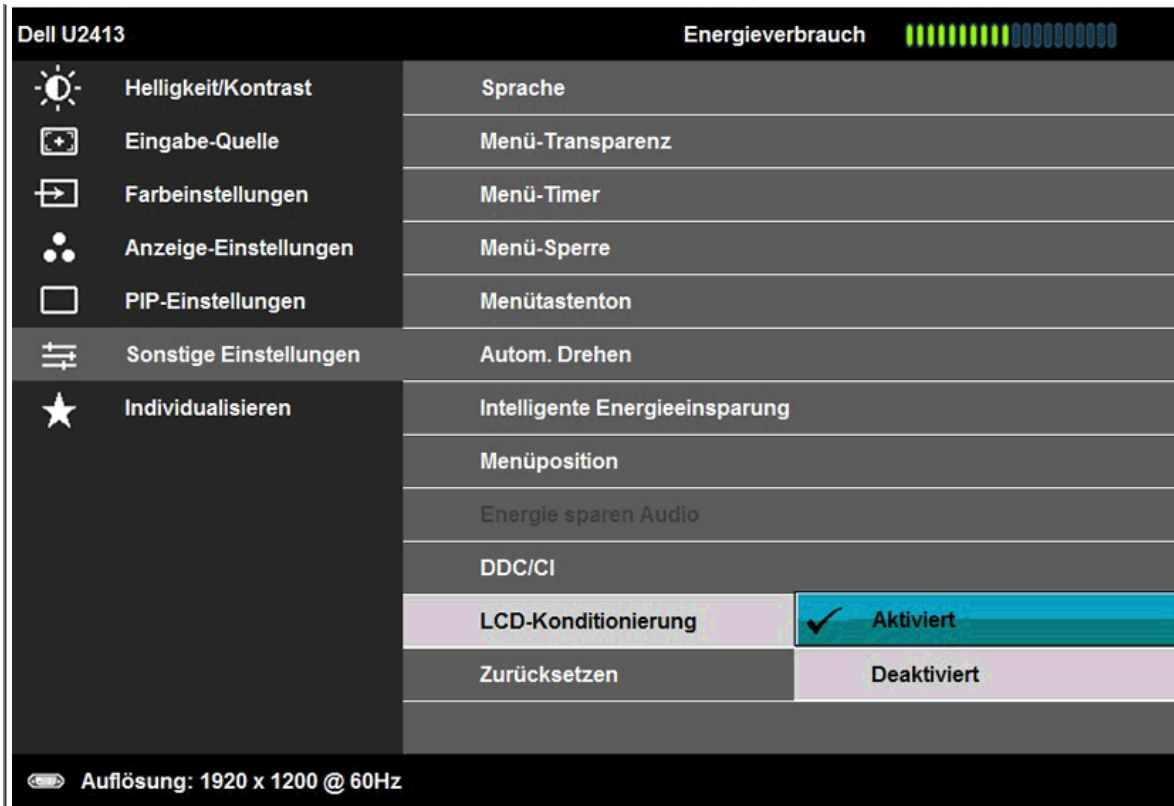 Dell U2413 Energieverbrauch
Helligkeit/Kontrast Sprache
Eingabe-Quelle Menü-Transparenz
Farbeinstellungen Menü-Timer
Anzeige-Einstellungen Menü-Sperre
PIP-Einstellungen Menütastenton
Sonstige Einstellungen Autom. Drehen
Individualisieren Intelligente Energieeinsparung
Menüposition
Energie sparen Audio
DDC/CI
LCD-Konditionierung Aktiviert
Zurücksetzen Deaktiviert
Auflösung: 1920 x 1200 @ 60Hz